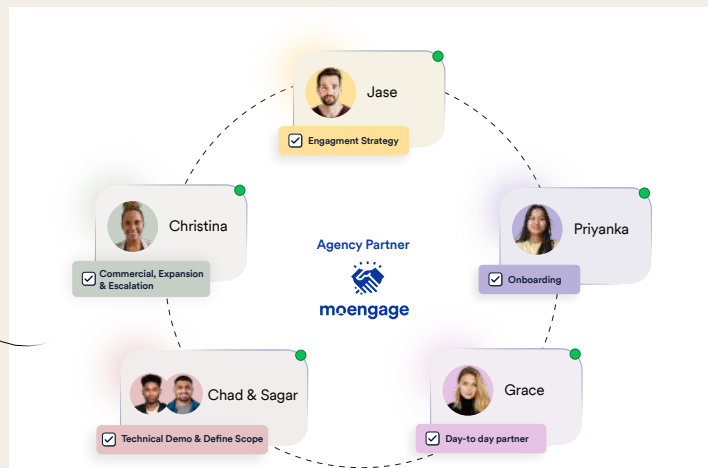 Jase
Engagment Strategy
Christina
Commercial, Expansion
& Escalation
Agency Partner
moengage
Priyanka
Onboarding
Chad & Sagar
Technical Demo & Define Scope
Grace
Day-to day partner